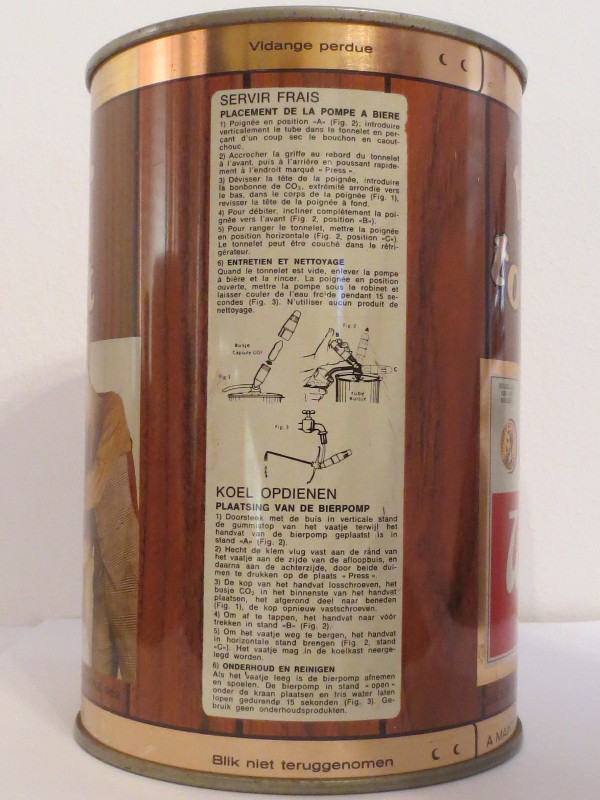 Vidange perdue
SERVIR FRAIS
PLACEMENT DE LA POMPE A BIERE
1) Poignée en position «A» (Fig. 2); introduire
verticalement le tube dans le tonnelet en per-
çant d'un coup sec le bouchon en caout-
chouc.
2) Accrocher la griffe au rebord du tonnelet
à l'avant, puis à l'arrière en poussant rapide-
ment à l'endroit marqué « Press ».
3) Dévisser la tête de la poignée, introduire
la bonbonne de CO₂, extrémité arrondie vers
le bas, dans le corps de la poignée (Fig. 1),
revisser la tête de la poignée à fond.
4) Pour débiter, incliner complètement la poi-
gnée vers l'avant (Fig. 2, position «B»).
5) Pour ranger le tonnelet, mettre la poignée
en position horizontale (Fig. 2, position «C»).
Le tonnelet peut être couché dans le réfri-
gérateur.
6) ENTRETIEN ET NETTOYAGE
Quand le tonnelet est vide, enlever la pompe
à bière et la rincer. La poignée en position
ouverte, mettre la pompe sous le robinet et
laisser couler de l'eau froide pendant 15 se-
condes (Fig. 3). N'utiliser aucun produit de
nettoyage.
Fig. 2
B
Busje
Capsule CO²
A
C
Fig. 1
TUBE
Buisje
Fig. 3
KOEL OPDIENEN
PLAATSING VAN DE BIERPOMP
1) Doorsteek met de buis in verticale stand
de gummistop van het vaatje terwijl het
handvat van de bierpomp geplaatst is in
stand «A» (Fig. 2).
2) Hecht de klem vlug vast aan de rand van
het vaatje aan de zijde van de afloopbuis, en
daarna aan de achterzijde, door beide dui-
men te drukken op de plaats « Press ».
3) De kop van het handvat losschroeven, het
busje CO₂ in het binnenste van het handvat
plaatsen, het afgerond deel naar beneden
(Fig. 1), de kop opnieuw vastschroeven.
4) Om af te tappen, het handvat naar vóór
trekken in stand «B» (Fig. 2).
5) Om het vaatje weg te bergen, het handvat
in horizontale stand brengen (Fig. 2, stand
«C»). Het vaatje mag in de koelkast neerge-
legd worden.
6) ONDERHOUD EN REINIGEN
Als het vaatje leeg is de bierpomp afnemen
en spoelen. De bierpomp in stand « open »
onder de kraan plaatsen en fris water laten
lopen gedurende 15 seconden (Fig. 3). Ge-
bruik geen onderhoudsprodukten.
Blik niet teruggenomen